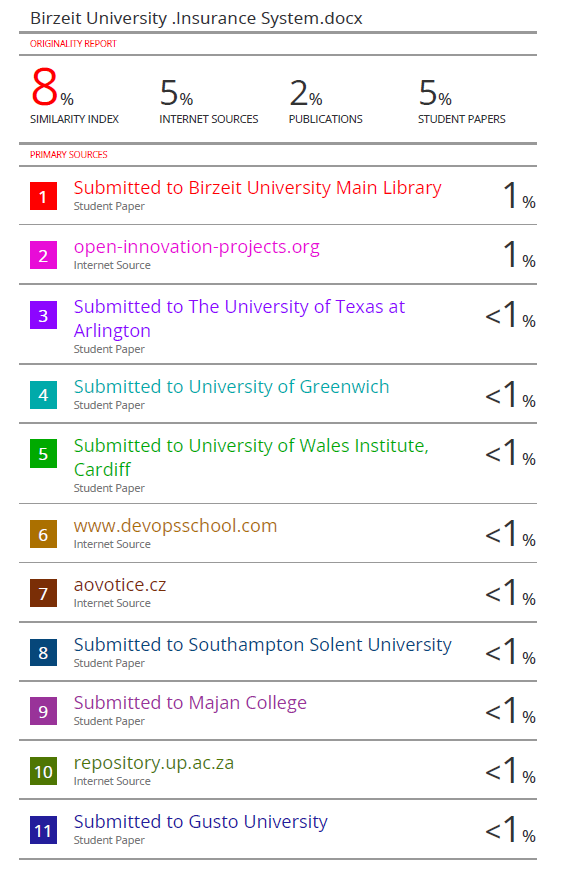 Birzeit University .Insurance System.docx
ORIGINALITY REPORT
8% 5% 2% 5%
SIMILARITY INDEX INTERNET SOURCES PUBLICATIONS STUDENT PAPERS
PRIMARY SOURCES
1 Submitted to Birzeit University Main Library 1%
Student Paper
2 open-innovation-projects.org 1%
Internet Source
3 Submitted to The University of Texas at <1%
Arlington
Student Paper
4 Submitted to University of Greenwich <1%
Student Paper
5 Submitted to University of Wales Institute, <1%
Cardiff
Student Paper
6 www.devopsschool.com <1%
Internet Source
7 aovotice.cz <1%
Internet Source
8 Submitted to Southampton Solent University <1%
Student Paper
9 Submitted to Majan College <1%
Student Paper
10 repository.up.ac.za <1%
Internet Source
11 Submitted to Gusto University <1%
Student Paper